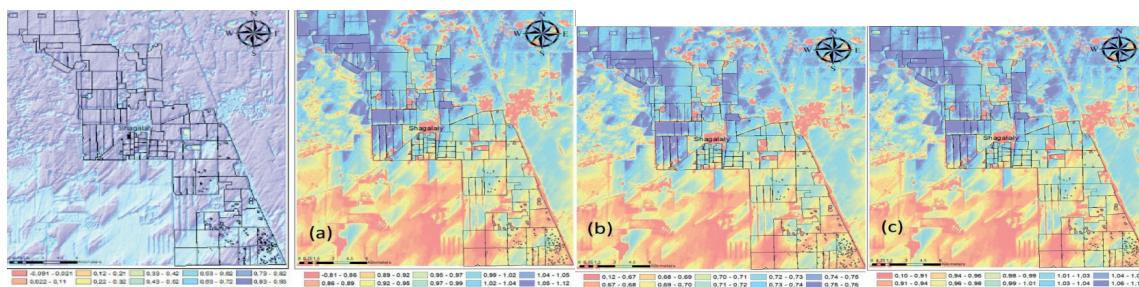 N
W E
S
Shagalaly
-0.091 - 0.021 0.12 - 0.21 0.33 - 0.42 0.53 - 0.62 0.73 - 0.82
0.022 - 0.11 0.22 - 0.32 0.43 - 0.52 0.63 - 0.72 0.83 - 0.93
N
W E
S
Shagalaly
(a)
-0.81 - 0.86 0.89 - 0.92 0.95 - 0.97 0.99 - 1.02 1.04 - 1.05
0.86 - 0.89 0.92 - 0.95 0.97 - 0.99 1.02 - 1.04 1.05 - 1.12
N
W E
S
Shagalaly
(b)
0.12 - 0.67 0.68 - 0.69 0.70 - 0.71 0.72 - 0.73 0.74 - 0.75
0.67 - 0.68 0.69 - 0.70 0.71 - 0.72 0.73 - 0.74 0.75 - 0.76
N
W E
S
Shagalaly
(c)
0.10 - 0.91 0.94 - 0.96 0.98 - 0.99 1.01 - 1.03 1.04 -
0.91 - 0.94 0.96 - 0.98 0.99 - 1.01 1.03 - 1.04 1.06 -